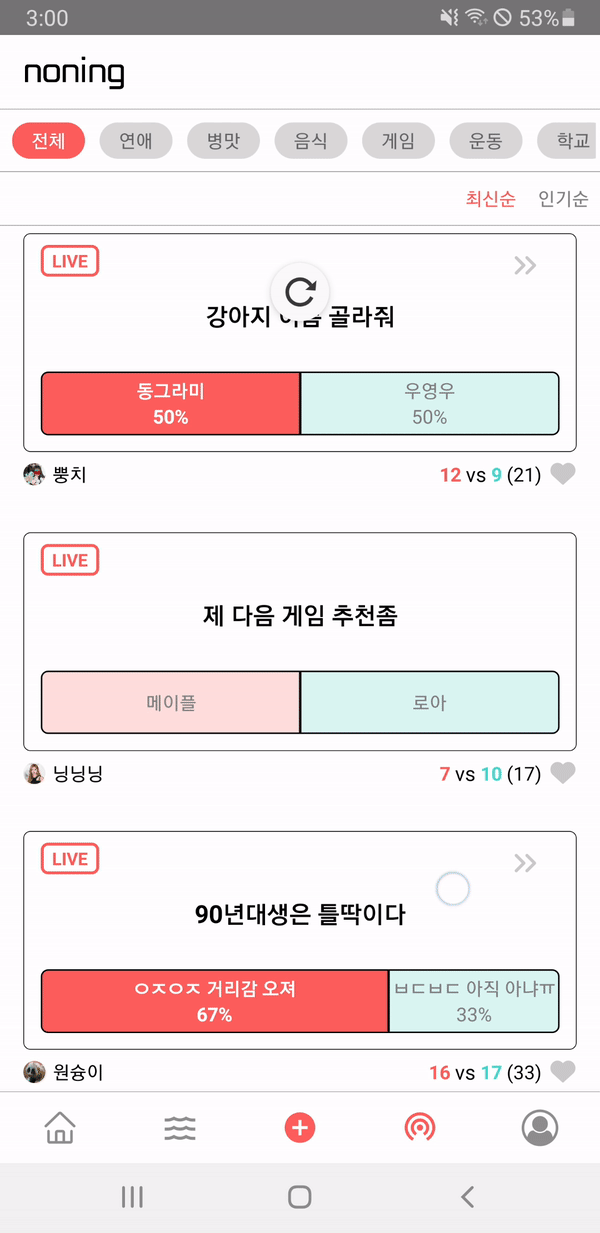 3:00
53%
noning
전체 연애 병맛 음식 게임 운동 학교
최신순 인기순
LIVE
강아지 이름 골라줘
동그라미 우영우
50% 50%
뿡치 12 vs 9 (21)
LIVE
제 다음 게임 추천좀
메이플 로아
닝닝닝 7 vs 10 (17)
LIVE
90년대생은 틀딱이다
ㅇㅈㅇㅈ 거리감 오져 ㅂㄷㅂㄷ 아직 아냐ㅠ
67% 33%
원슝이 16 vs 17 (33)